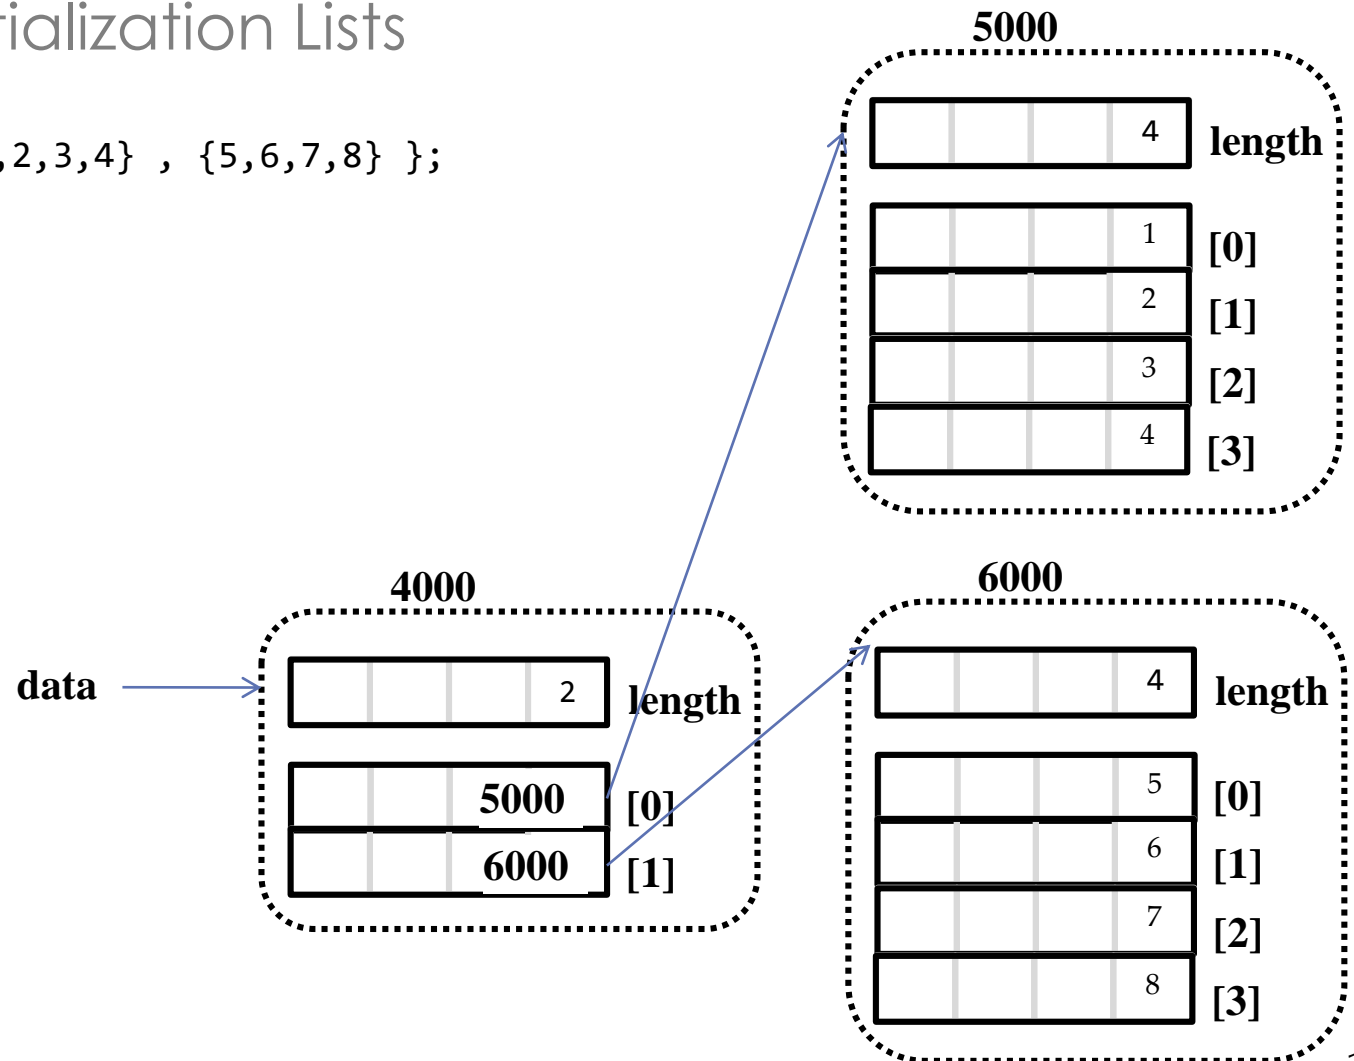 rialization Lists
,2,3,4} , {5,6,7,8} };
5000
4 length
1 [0]
2 [1]
3 [2]
4 [3]
4000
data
2 length
5000 [0]
6000 [1]
6000
4 length
5 [0]
6 [1]
7 [2]
8 [3]